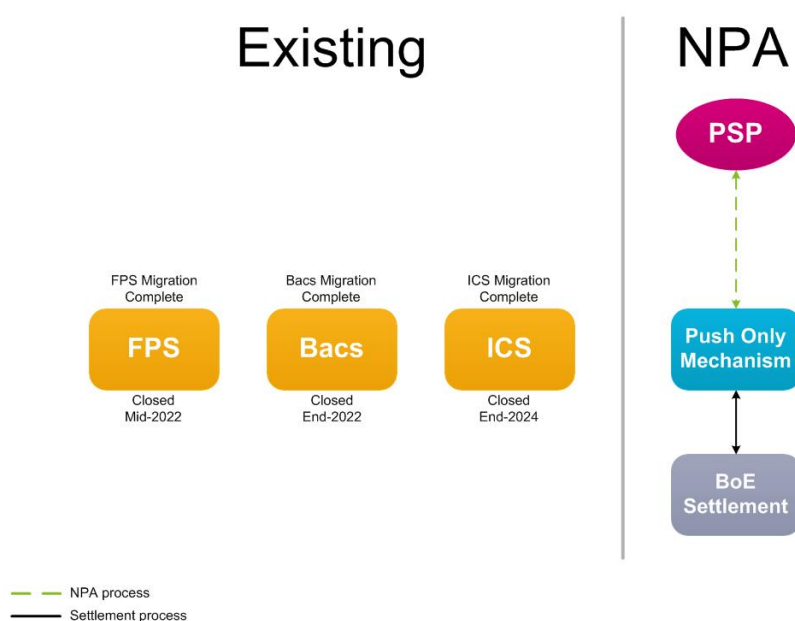 Existing
NPA
PSP
FPS Migration
Complete
Bacs Migration
Complete
ICS Migration
Complete
FPS
Bacs
ICS
Push Only
Mechanism
Closed
Mid-2022
Closed
End-2022
Closed
End-2024
BoE
Settlement
NPA process
Settlement process